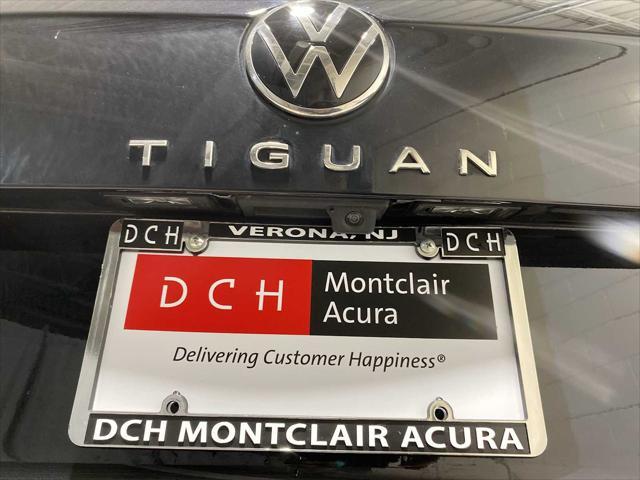 TIGUAN
DCH VERONA, NJ DCH
DCH Montclair
Acura
Delivering Customer Happiness®
DCH MONTCLAIR ACURA